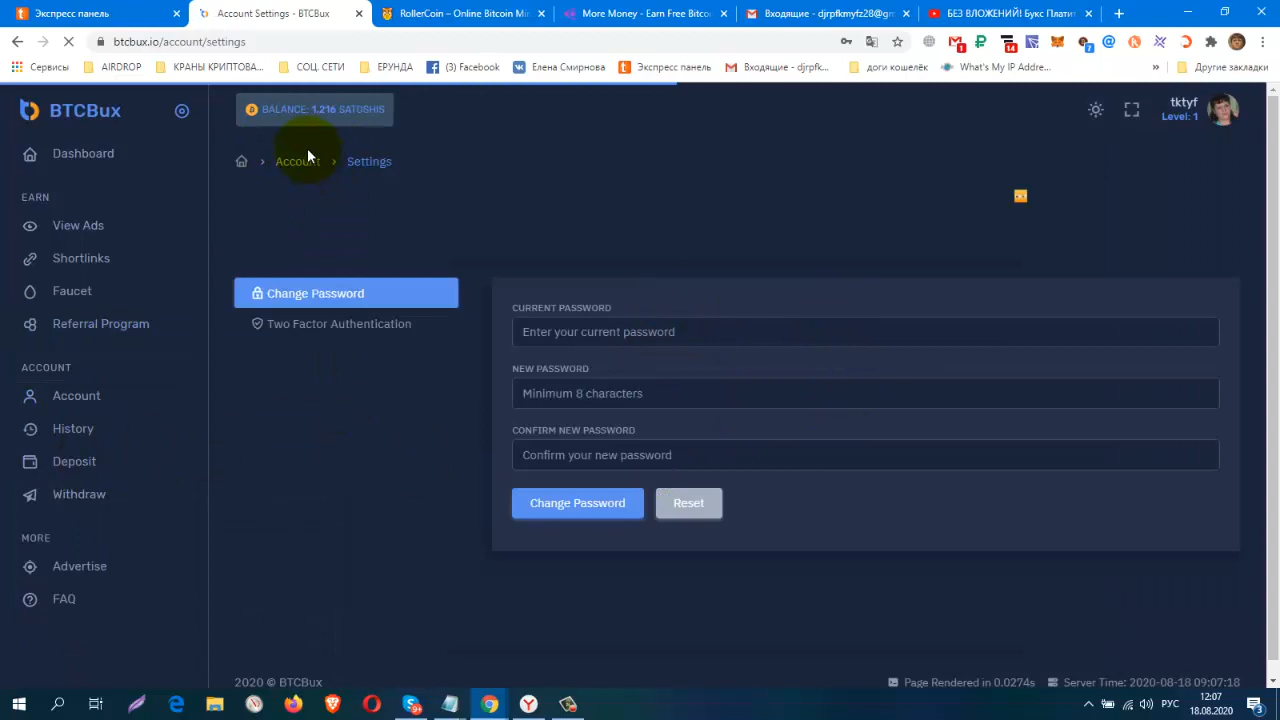 Экспресс панель
Account Settings - BTCBux
RollerCoin – Online Bitcoin Mi
More Money - Earn Free Bitco
Входящие - djrpfkmyfz28@gm
БЕЗ ВЛОЖЕНИЙ! Букс Платит
btcbux.io/account/settings
1
14
7
Сервисы
AIRDROP
КРАНЫ КРИПТОВА...
СОЦ СЕТИ
ЕРУНДА
(3) Facebook
Елена Смирнова
Экспресс панель
Входящие - djrpfk...
доги кошелёк
What's My IP Addre...
»
Другие закладки
BTCBux
BALANCE: 1.216 SATOSHIS
tktyf
Level: 1
Dashboard
Account › Settings
EARN
View Ads
Shortlinks
Faucet
Referral Program
ACCOUNT
Account
History
Deposit
Withdraw
MORE
Advertise
FAQ
Change Password
Two Factor Authentication
CURRENT PASSWORD
Enter your current password
NEW PASSWORD
Minimum 8 characters
CONFIRM NEW PASSWORD
Confirm your new password
Change Password
Reset
2020 © BTCBux
Page Rendered in 0.0274s
Server Time: 2020-08-18 09:07:18
РУС
12:07
18.08.2020